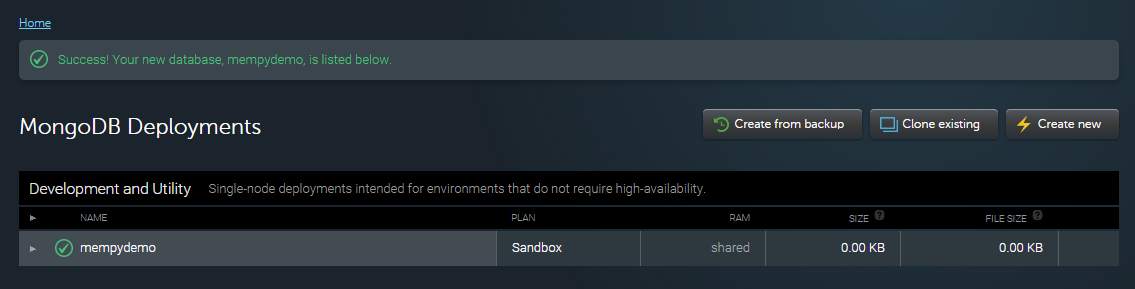 Home
Success! Your new database, mempydemo, is listed below.
MongoDB Deployments
Create from backup
Clone existing
Create new
Development and Utility Single-node deployments intended for environments that do not require high-availability.
NAME PLAN RAM SIZE ? FILE SIZE ?
mempydemo Sandbox shared 0.00 KB 0.00 KB